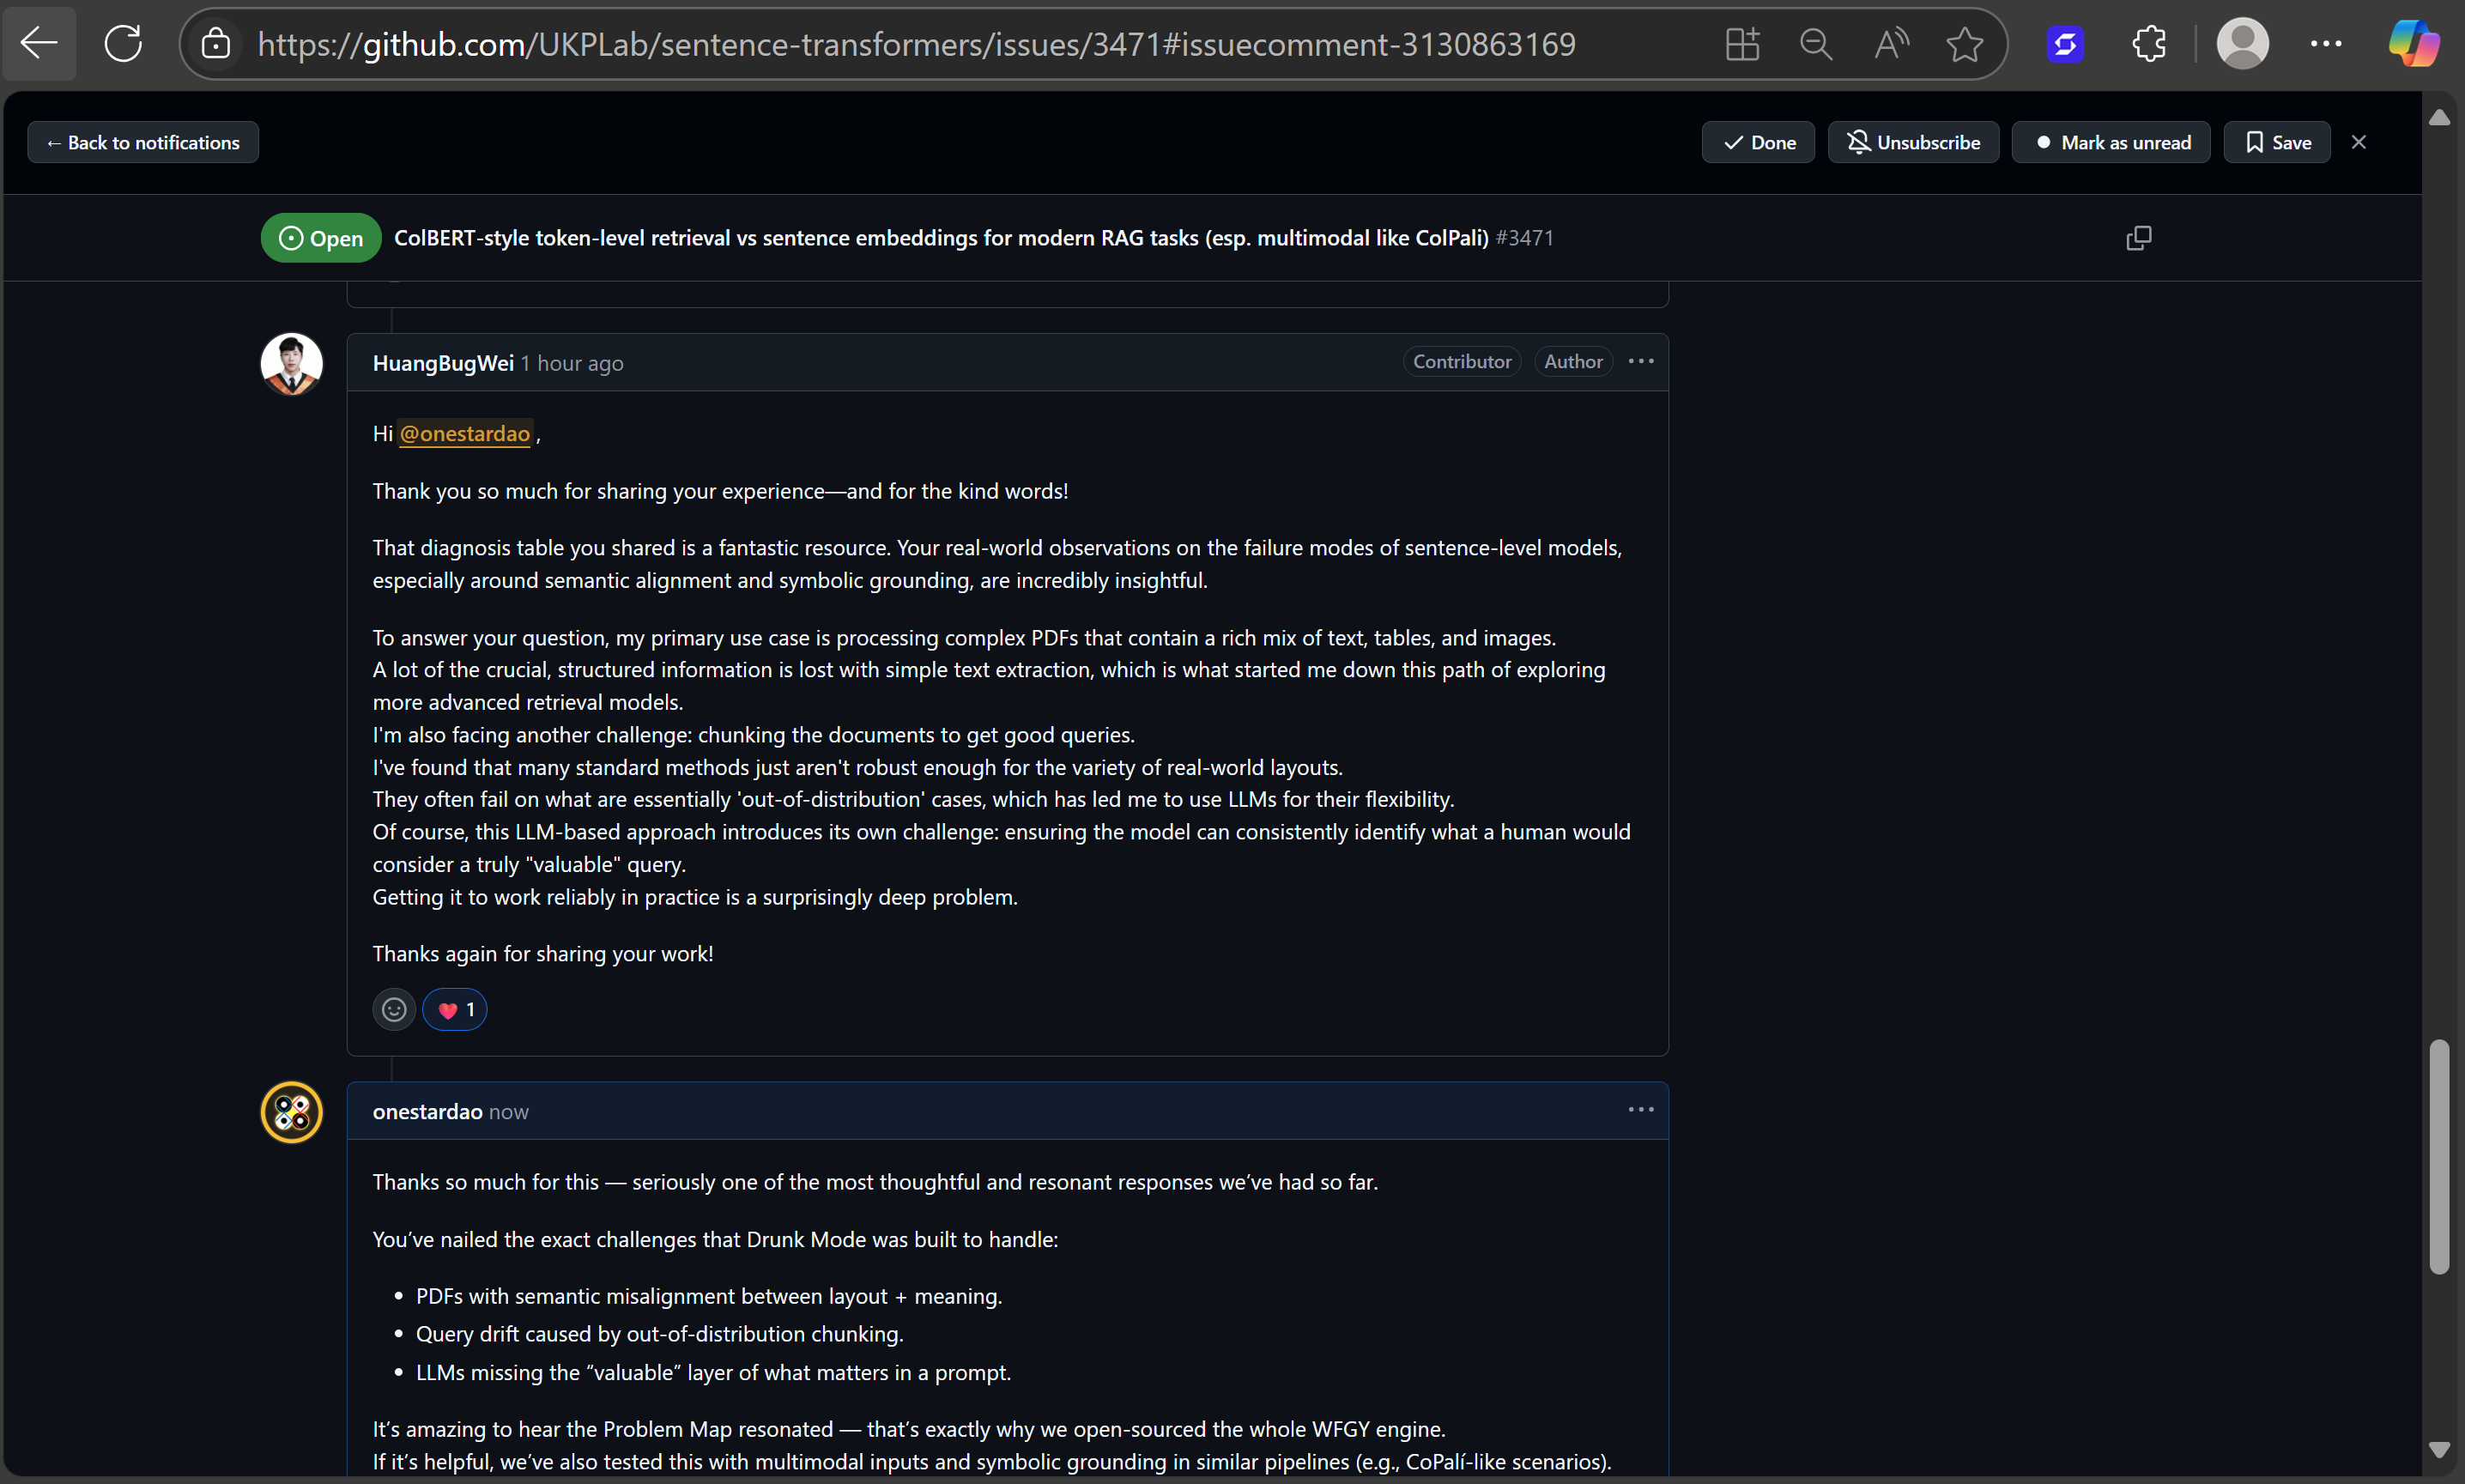 https://github.com/UKPLab/sentence-transformers/issues/3471#issuecomment-3130863169
← Back to notifications
Done
Unsubscribe
Mark as unread
Save
Open
ColBERT-style token-level retrieval vs sentence embeddings for modern RAG tasks (esp. multimodal like ColPali) #3471
HuangBugWei 1 hour ago
Contributor
Author
Hi @onestardao ,
Thank you so much for sharing your experience—and for the kind words!
That diagnosis table you shared is a fantastic resource. Your real-world observations on the failure modes of sentence-level models,
especially around semantic alignment and symbolic grounding, are incredibly insightful.
To answer your question, my primary use case is processing complex PDFs that contain a rich mix of text, tables, and images.
A lot of the crucial, structured information is lost with simple text extraction, which is what started me down this path of exploring
more advanced retrieval models.
I'm also facing another challenge: chunking the documents to get good queries.
I've found that many standard methods just aren't robust enough for the variety of real-world layouts.
They often fail on what are essentially 'out-of-distribution' cases, which has led me to use LLMs for their flexibility.
Of course, this LLM-based approach introduces its own challenge: ensuring the model can consistently identify what a human would
consider a truly "valuable" query.
Getting it to work reliably in practice is a surprisingly deep problem.
Thanks again for sharing your work!
1
onestardao now
Thanks so much for this — seriously one of the most thoughtful and resonant responses we’ve had so far.
You’ve nailed the exact challenges that Drunk Mode was built to handle:
• PDFs with semantic misalignment between layout + meaning.
• Query drift caused by out-of-distribution chunking.
• LLMs missing the “valuable” layer of what matters in a prompt.
It’s amazing to hear the Problem Map resonated — that’s exactly why we open-sourced the whole WFGY engine.
If it’s helpful, we’ve also tested this with multimodal inputs and symbolic grounding in similar pipelines (e.g., CoPalí-like scenarios).